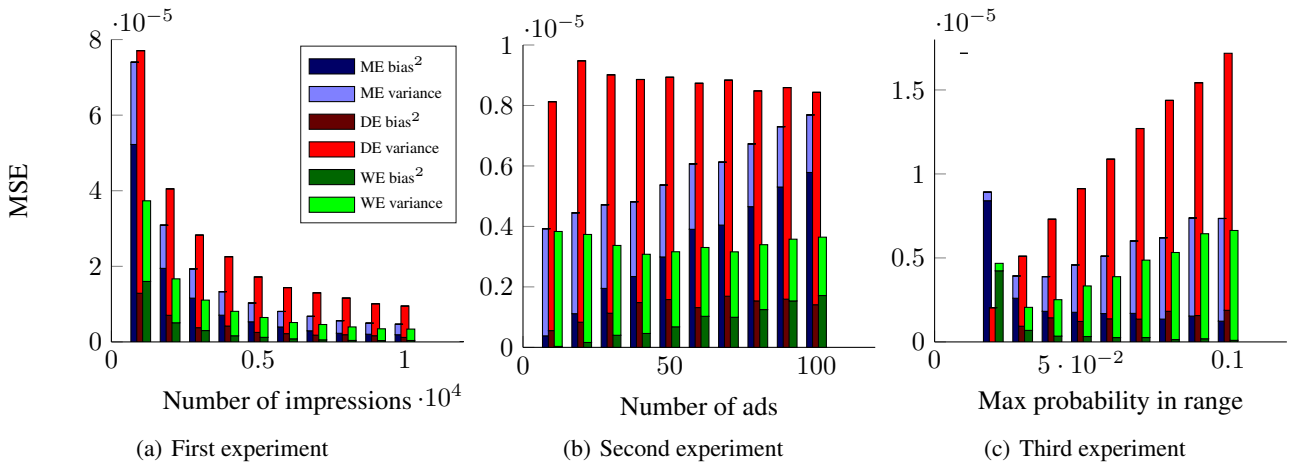 MSE
·10⁻⁵
8
6
4
2
0
0
0.5
1
Number of impressions ·10⁴
ME bias²
ME variance
DE bias²
DE variance
WE bias²
WE variance
(a) First experiment
·10⁻⁵
1
0.8
0.6
0.4
0.2
0
0
50
100
Number of ads
(b) Second experiment
·10⁻⁵
1.5
1
0.5
0
0
5 · 10⁻²
0.1
Max probability in range
(c) Third experiment